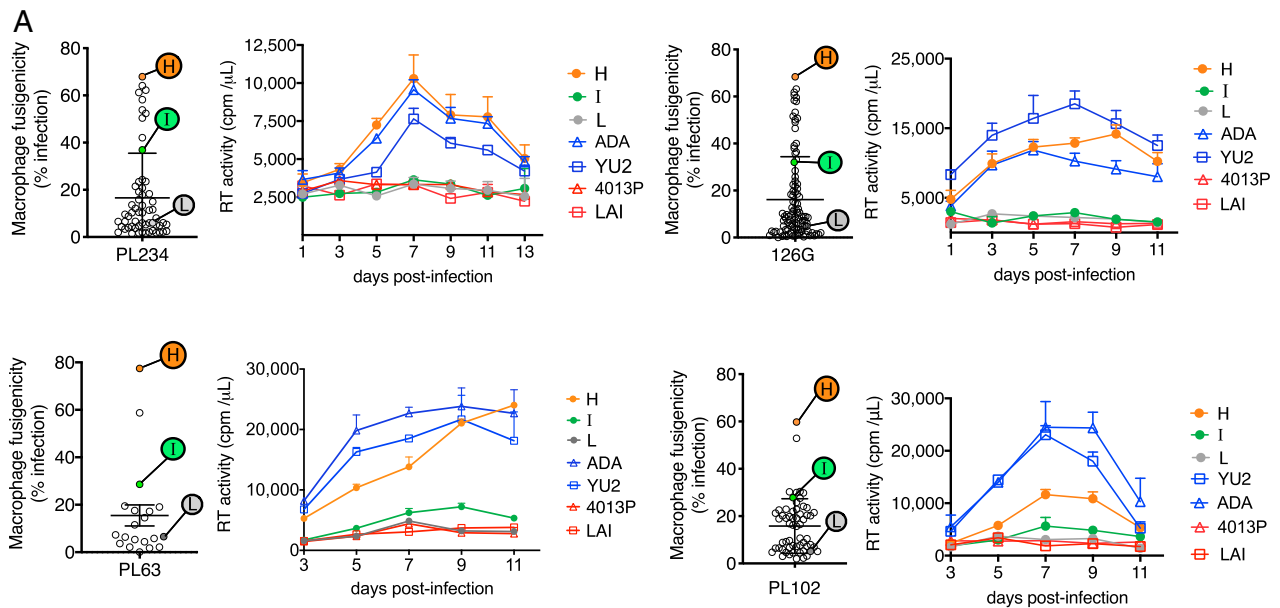 A
Macrophage fusigenicity
(% infection)
80
60
40
20
0
H
I
L
PL234
RT activity (cpm /µL)
12,500
10,000
7,500
5,000
2,500
1 3 5 7 9 11 13
days post-infection
H
I
L
ADA
YU2
4013P
LAI
Macrophage fusigenicity
(% infection)
80
60
40
20
0
H
I
L
126G
RT activity (cpm /µL)
25,000
15,000
5,000
1 3 5 7 9 11
days post-infection
H
I
L
ADA
YU2
4013P
LAI
Macrophage fusigenicity
(% infection)
80
60
40
20
0
H
I
L
PL63
RT activity (cpm /µL)
30,000
20,000
10,000
0
3 5 7 9 11
days post-infection
H
I
L
ADA
YU2
4013P
LAI
Macrophage fusigenicity
(% infection)
80
60
40
20
0
H
I
L
PL102
RT activity (cpm /µL)
30,000
20,000
10,000
0
3 5 7 9 11
days post-infection
H
I
L
YU2
ADA
4013P
LAI